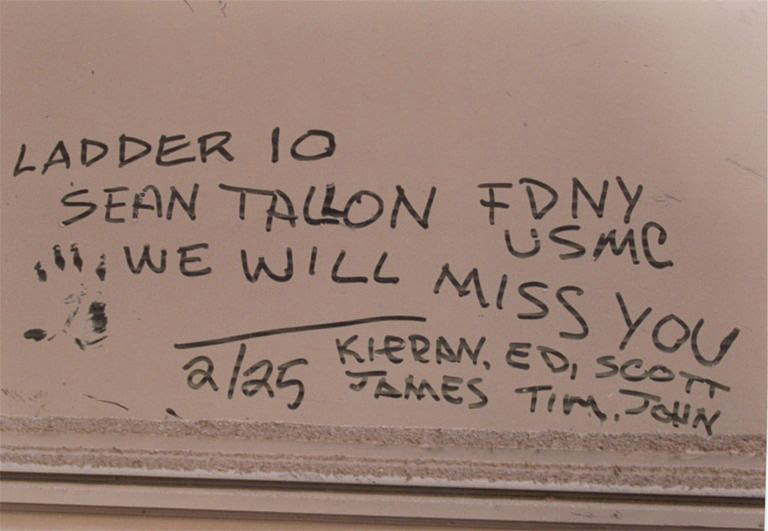 LADDER 10
SEAN TALLON FDNY
USMC
WE WILL MISS YOU
2/25
KIERAN, ED, SCOTT
JAMES TIM, JOHN